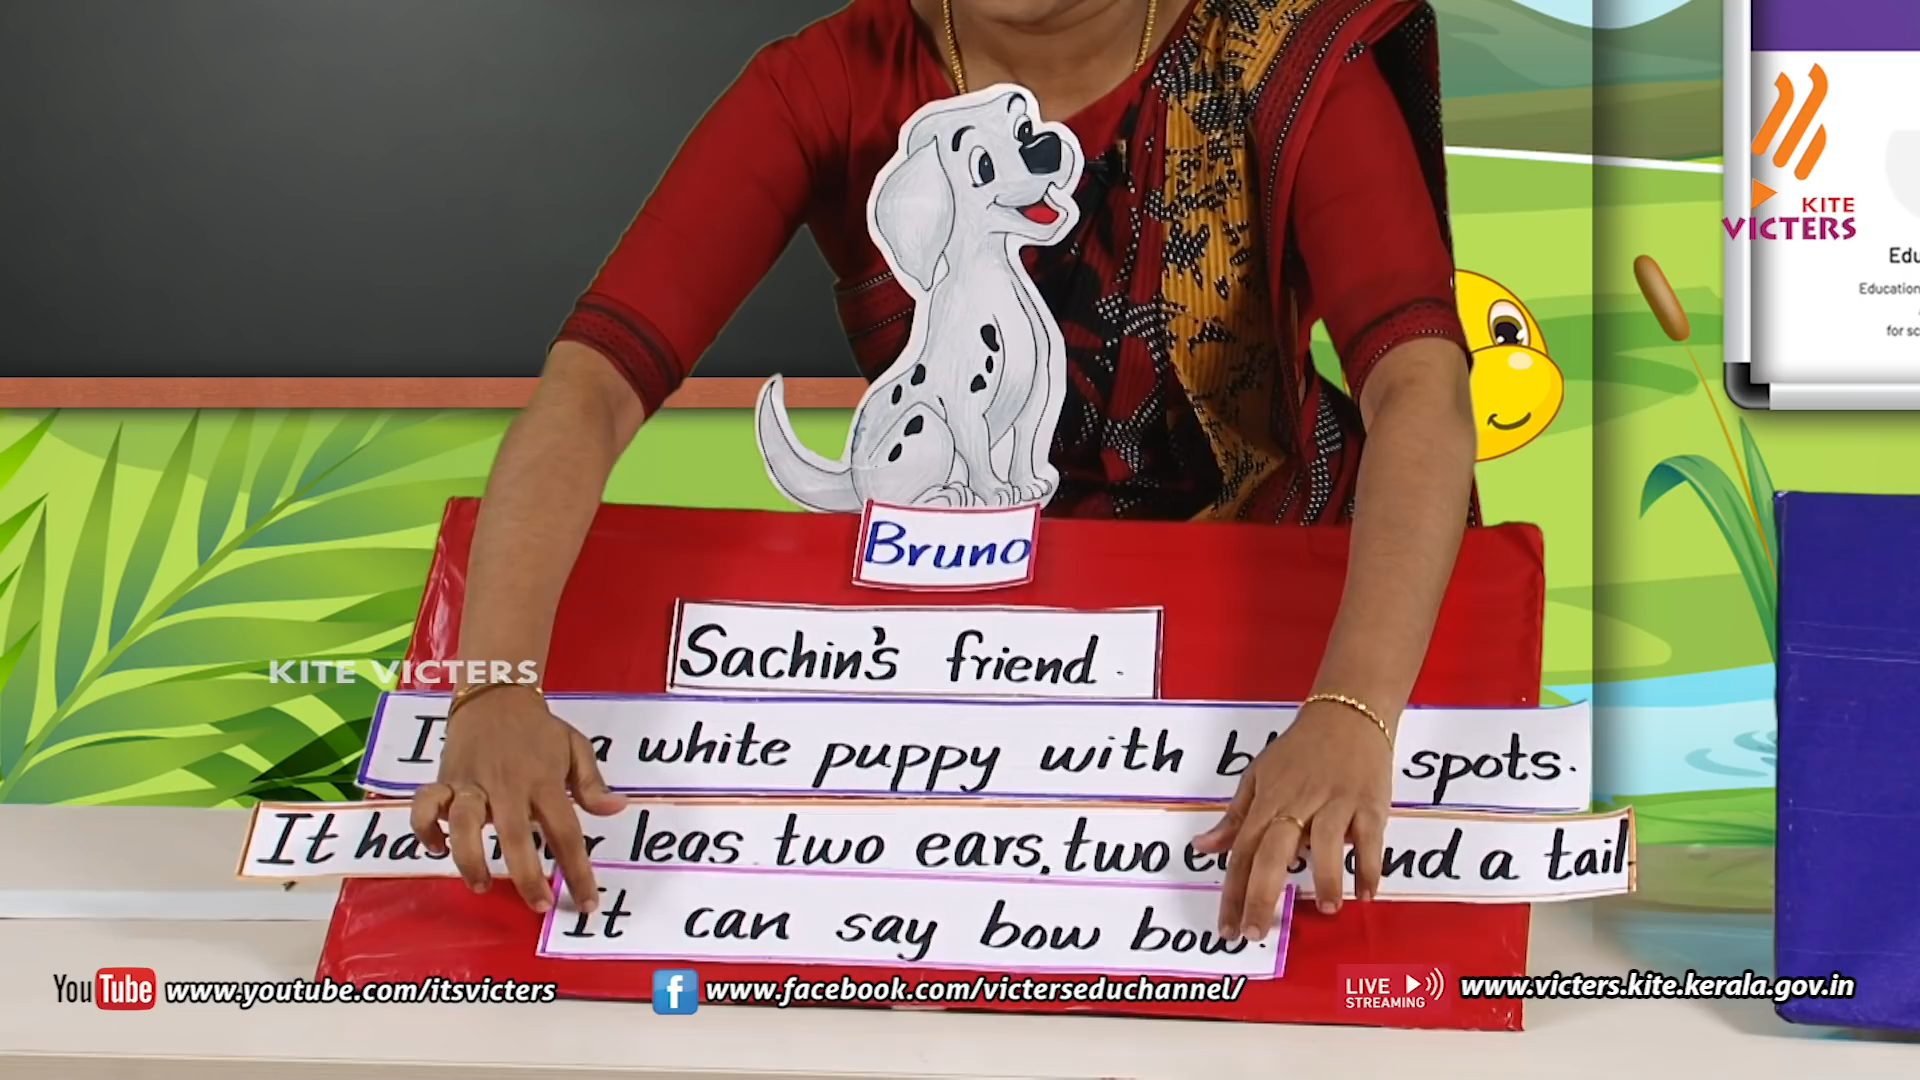 KITE
VICTERS
Edu
Education
for sc
Bruno
Sachin's friend.
KITE VICTERS
a white puppy with spots.
It has legs two ears, two and a tail.
It can say bow bow.
YouTube www.youtube.com/itsvicters
f www.facebook.com/victerseduchannel/
LIVE STREAMING www.victers.kite.kerala.gov.in